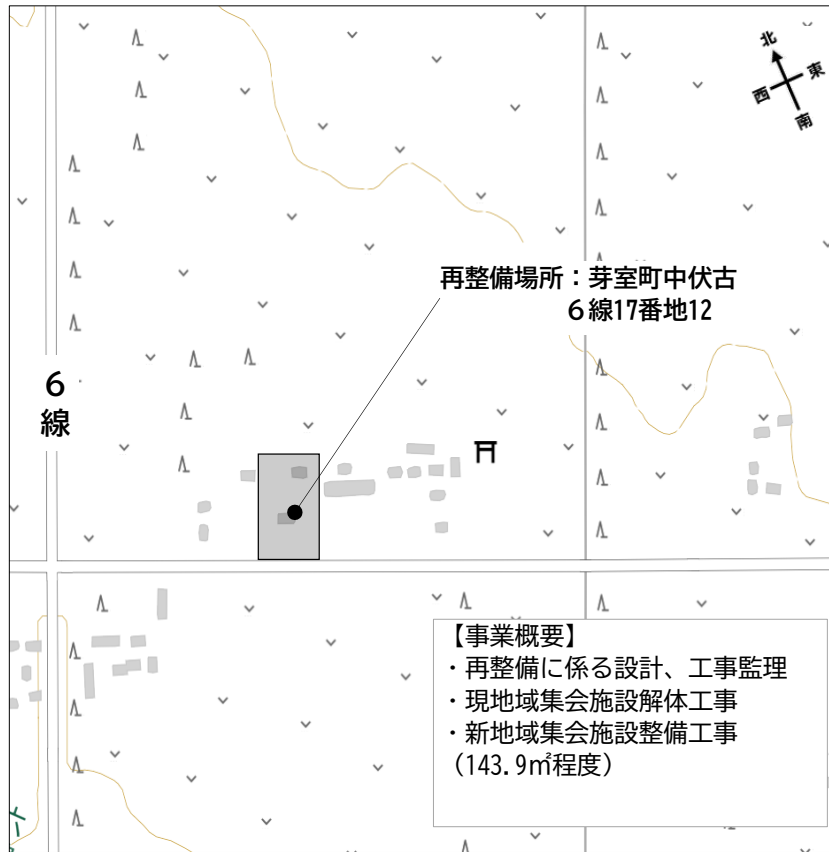 北
西 東
南
再整備場所：芽室町中伏古
６線17番地12
６
線
【事業概要】
・再整備に係る設計、工事監理
・現地域集会施設解体工事
・新地域集会施設整備工事
（143.9㎡程度）